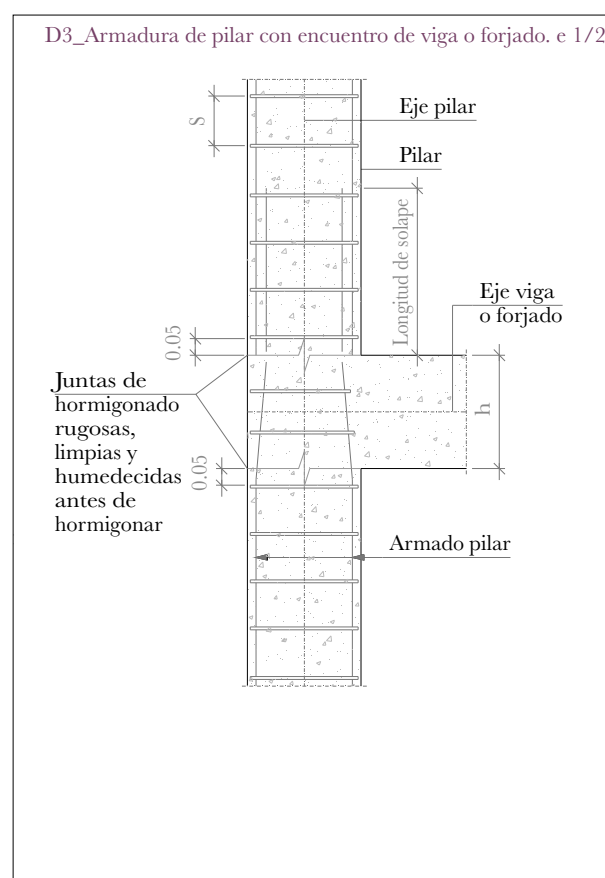 D3_Armadura de pilar con encuentro de viga o forjado. e 1/2
Eje pilar
S
Pilar
Longitud de solape
Eje viga
o forjado
0.05
Juntas de
hormigonado
rugosas,
limpias y
humedecidas
antes de
hormigonar
h
0.05
Armado pilar